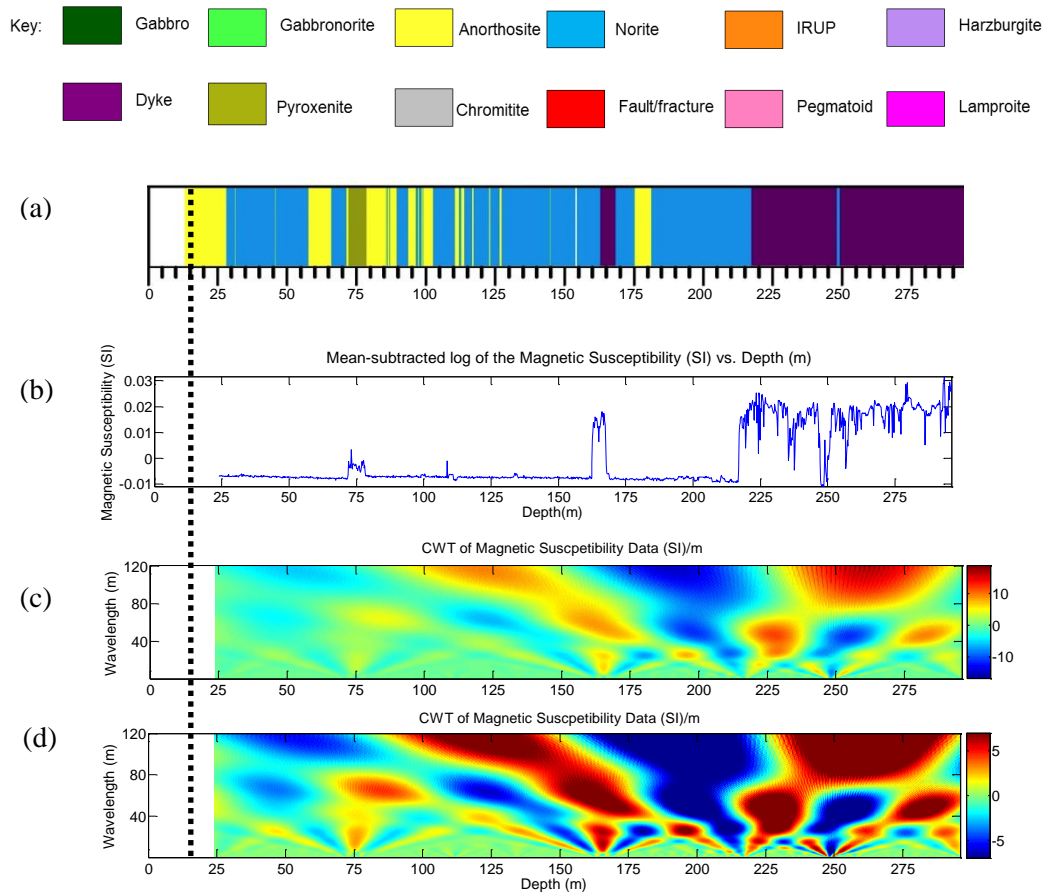 Key: Gabbro Gabbronorite Anorthosite Norite IRUP Harzburgite
Dyke Pyroxenite Chromitite Fault/fracture Pegmatoid Lamproite
(a)
0 25 50 75 100 125 150 175 200 225 250 275
Mean-subtracted log of the Magnetic Susceptibility (SI) vs. Depth (m)
(b)
Magnetic Susceptibility (SI)
0.03
0.02
0.01
0
-0.01
0 25 50 75 100 125 150 175 200 225 250 275
Depth(m)
CWT of Magnetic Suscpetibility Data (SI)/m
(c)
Wavelength (m)
120
80
40
0 25 50 75 100 125 150 175 200 225 250 275
10
0
-10
CWT of Magnetic Suscpetibility Data (SI)/m
(d)
Wavelength (m)
120
80
40
0 25 50 75 100 125 150 175 200 225 250 275
Depth (m)
5
0
-5